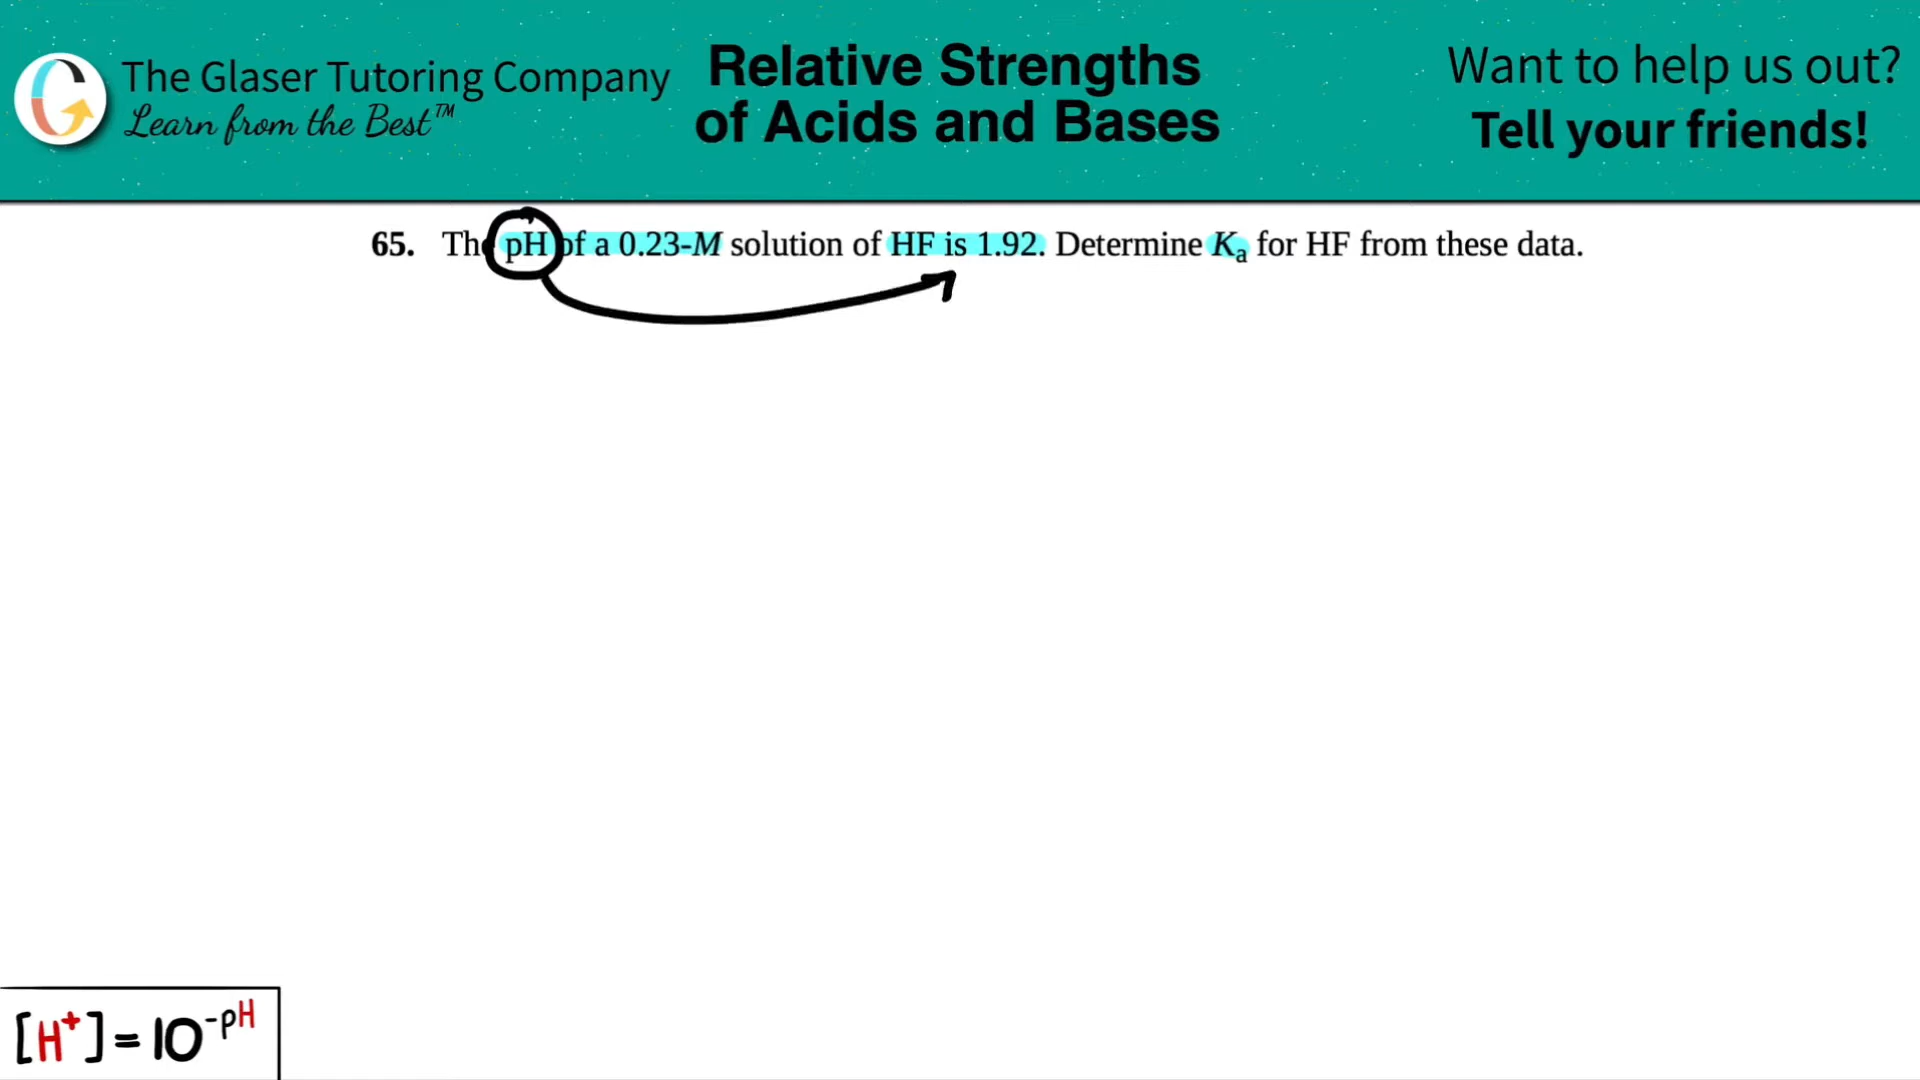 The Glaser Tutoring Company
Learn from the Best™
Relative Strengths
of Acids and Bases
Want to help us out?
Tell your friends!
65. The pH of a 0.23-M solution of HF is 1.92. Determine Kₐ for HF from these data.
[H⁺] = 10^-pH